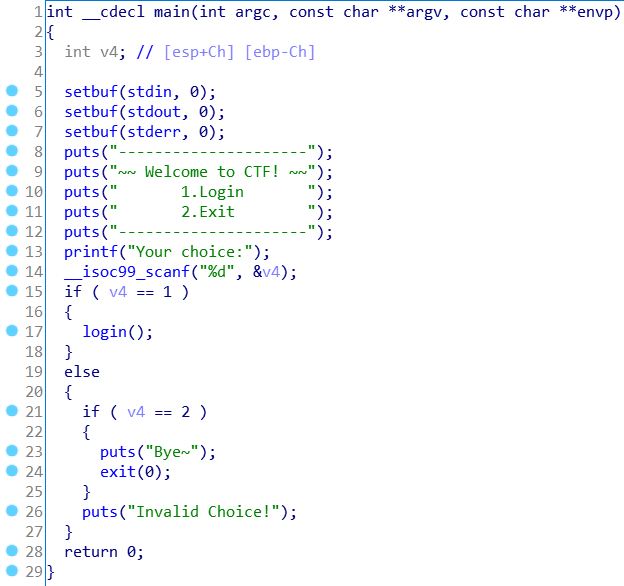 1 int __cdecl main(int argc, const char **argv, const char **envp)
2 {
3   int v4; // [esp+Ch] [ebp-Ch]
4
5   setbuf(stdin, 0);
6   setbuf(stdout, 0);
7   setbuf(stderr, 0);
8   puts("---------------------");
9   puts("~~ Welcome to CTF! ~~");
10   puts("       1.Login       ");
11   puts("       2.Exit        ");
12   puts("---------------------");
13   printf("Your choice:");
14   __isoc99_scanf("%d", &v4);
15   if ( v4 == 1 )
16   {
17     login();
18   }
19   else
20   {
21     if ( v4 == 2 )
22     {
23       puts("Bye~");
24       exit(0);
25     }
26     puts("Invalid Choice!");
27   }
28   return 0;
29 }